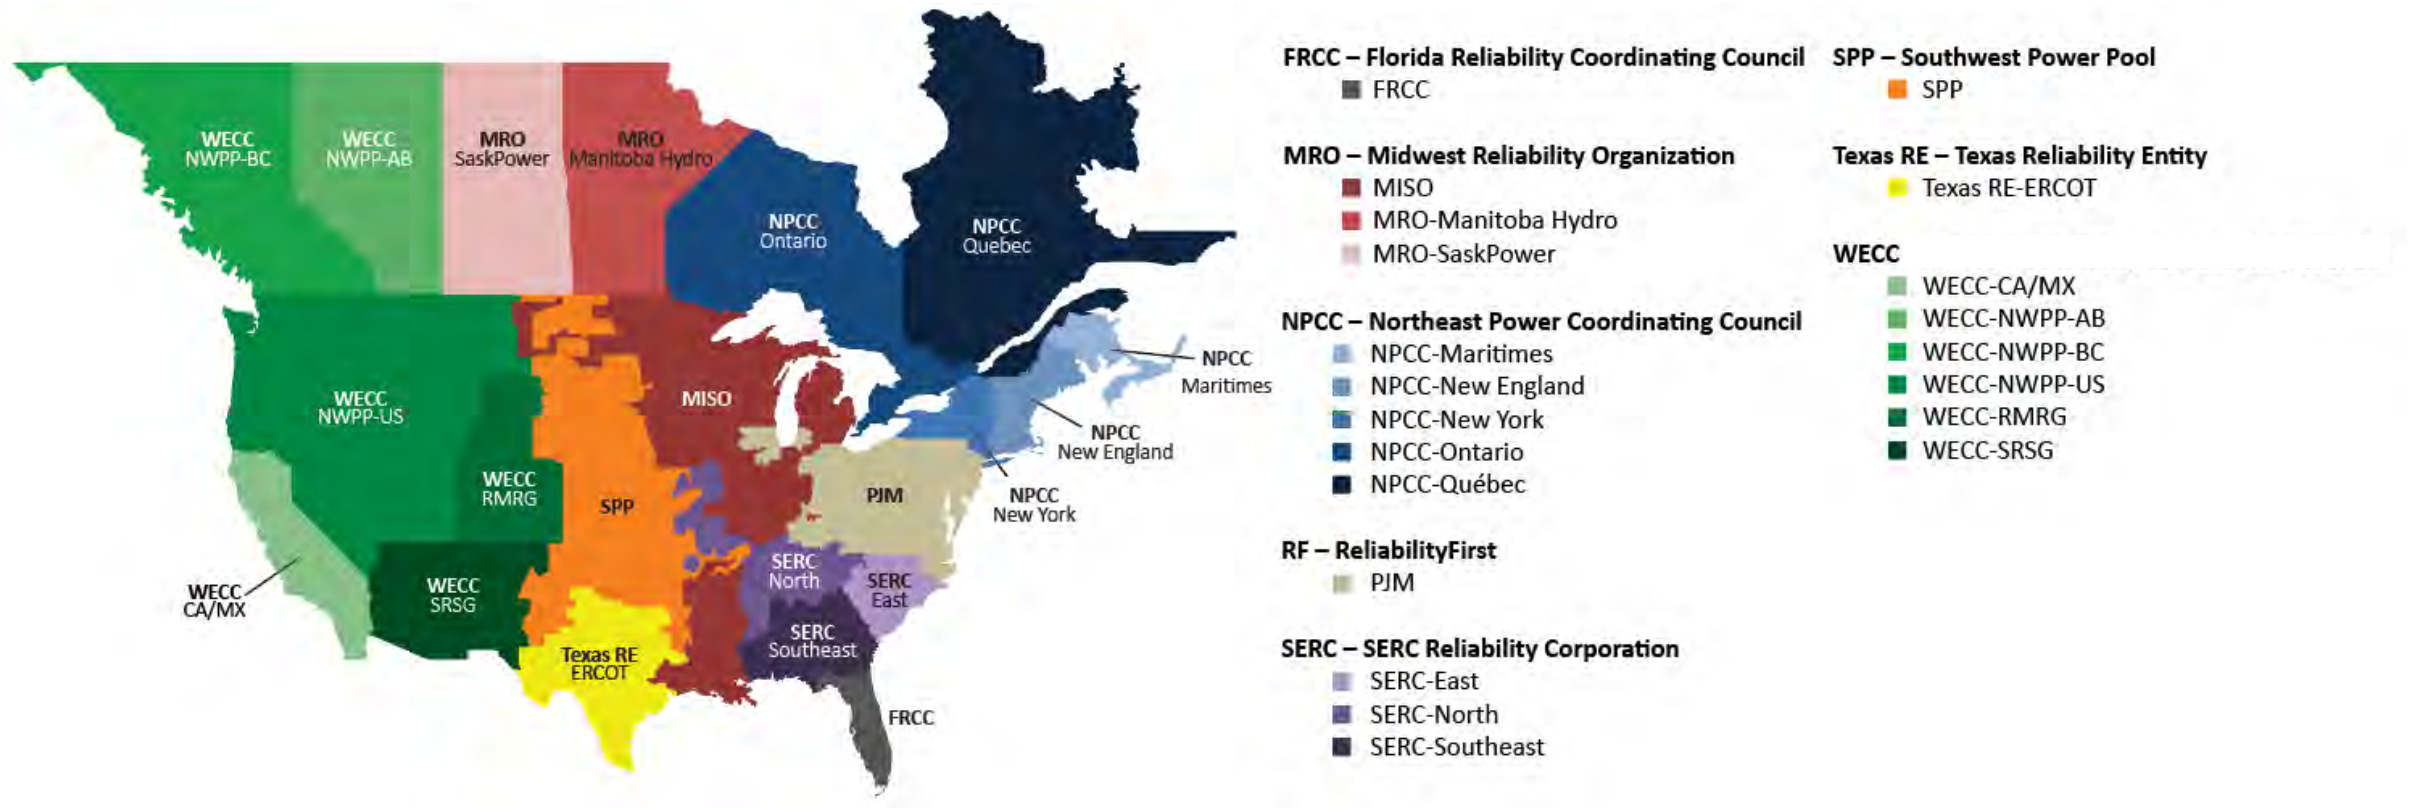 WECC
NWPP-BC
WECC
NWPP-AB
MRO
SaskPower
MRO
Manitoba Hydro
NPCC
Ontario
NPCC
Quebec
NPCC
Maritimes
WECC
NWPP-US
MISO
NPCC
New England
WECC
RMRG
SPP
PJM
NPCC
New York
WECC
CA/MX
WECC
SRSG
SERC
North
SERC
East
SERC
Southeast
Texas RE
ERCOT
FRCC
FRCC – Florida Reliability Coordinating Council
FRCC
MRO – Midwest Reliability Organization
MISO
MRO-Manitoba Hydro
MRO-SaskPower
NPCC – Northeast Power Coordinating Council
NPCC-Maritimes
NPCC-New England
NPCC-New York
NPCC-Ontario
NPCC-Québec
RF – ReliabilityFirst
PJM
SERC – SERC Reliability Corporation
SERC-East
SERC-North
SERC-Southeast
SPP – Southwest Power Pool
SPP
Texas RE – Texas Reliability Entity
Texas RE-ERCOT
WECC
WECC-CA/MX
WECC-NWPP-AB
WECC-NWPP-BC
WECC-NWPP-US
WECC-RMRG
WECC-SRSG